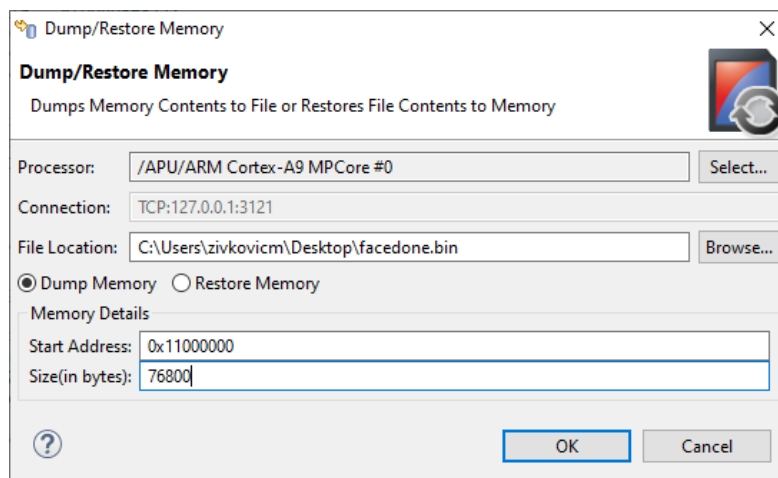 Dump/Restore Memory
Dump/Restore Memory
Dumps Memory Contents to File or Restores File Contents to Memory
Processor: /APU/ARM Cortex-A9 MPCore #0 Select...
Connection: TCP:127.0.0.1:3121
File Location: C:\Users\zivkovicm\Desktop\facedone.bin Browse...
Dump Memory Restore Memory
Memory Details
Start Address: 0x11000000
Size(in bytes): 76800
? OK Cancel